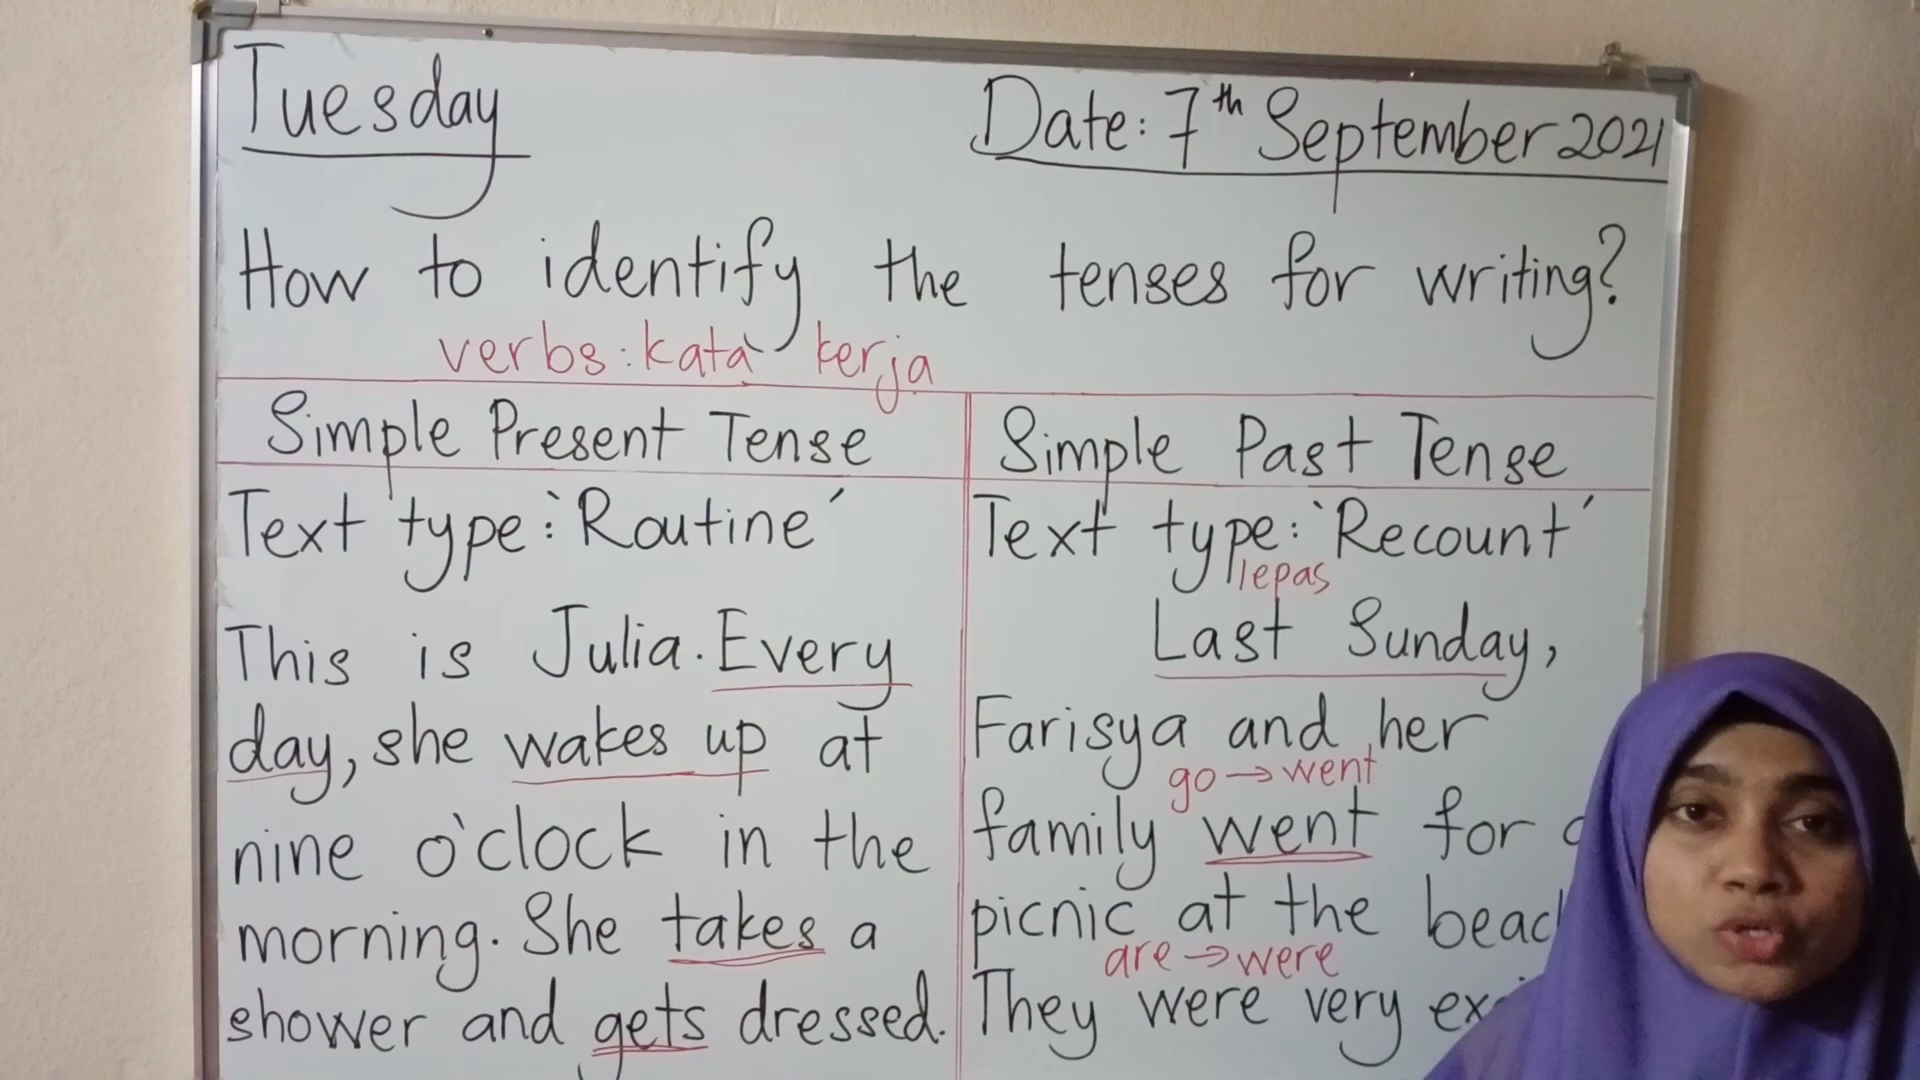 Tuesday
Date: 7th September 2021
How to identify the tenses for writing?
verbs: kata kerja
Simple Present Tense
Text type: 'Routine'
This is Julia. Every
day, she wakes up at
nine o'clock in the
morning. She takes a
shower and gets dressed.
Simple Past Tense
Text type: 'Recount'
lepas
Last Sunday,
Farisya and her
go → went
family went for
picnic at the
are → were
They were very